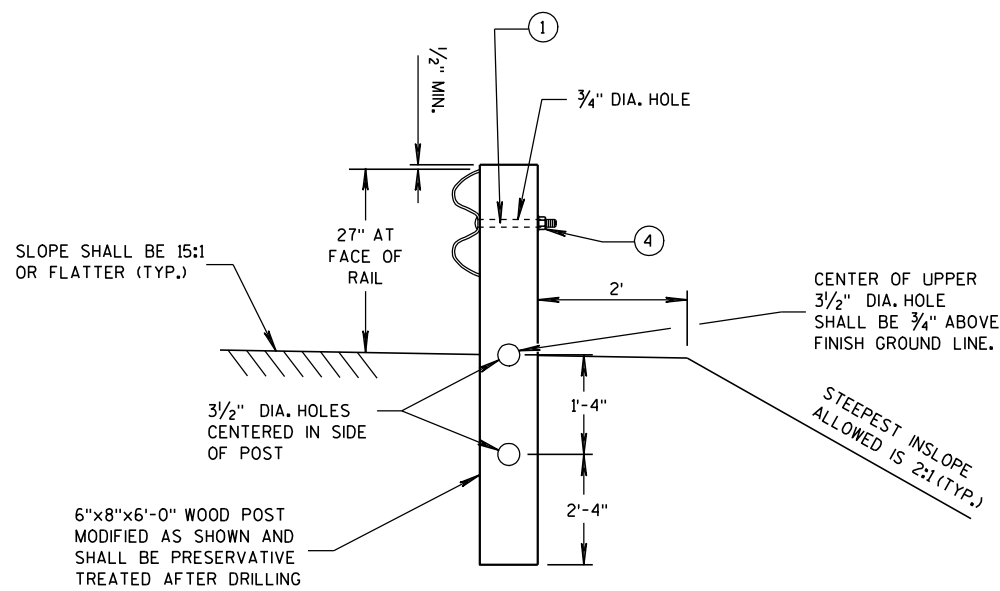 1
½" MIN.
¾" DIA. HOLE
27" AT
FACE OF
RAIL
4
SLOPE SHALL BE 15:1
OR FLATTER (TYP.)
2'
CENTER OF UPPER
3½" DIA. HOLE
SHALL BE ¾" ABOVE
FINISH GROUND LINE.
3½" DIA. HOLES
CENTERED IN SIDE
OF POST
1'-4"
STEEPEST INSLOPE
ALLOWED IS 2:1 (TYP.)
6"x8"x6'-0" WOOD POST
MODIFIED AS SHOWN AND
SHALL BE PRESERVATIVE
TREATED AFTER DRILLING
2'-4"